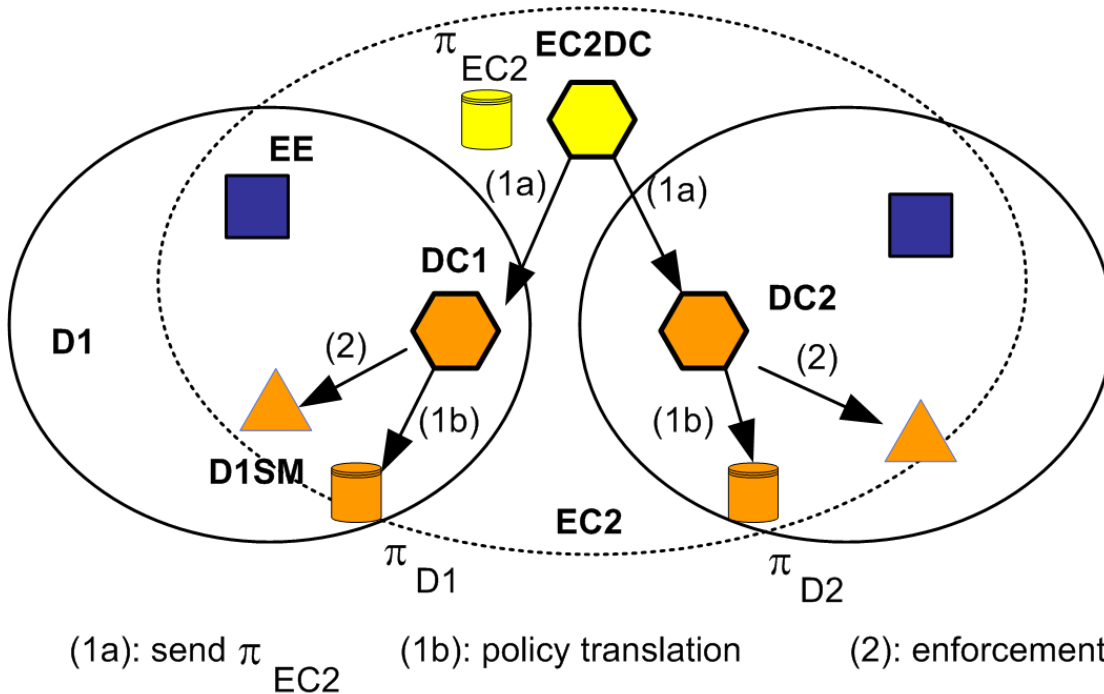 π EC2
EC2DC
EE
(1a)
(1a)
DC1
DC2
D1
(2)
(2)
(1b)
(1b)
D1SM
EC2
π D1
π D2
(1a): send π EC2
(1b): policy translation
(2): enforcement